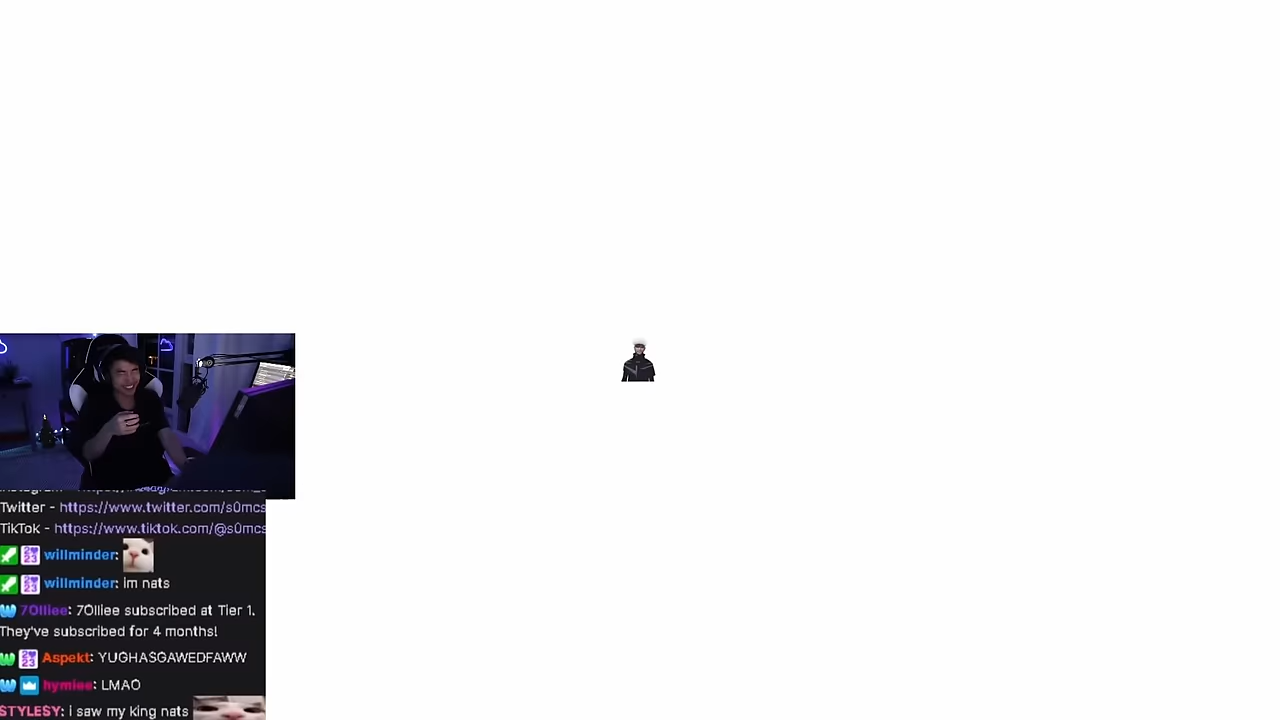 Twitter - https://www.twitter.com/s0mcs
TikTok - https://www.tiktok.com/@s0mcs
willminder:
willminder: im nats
7Olliee: 7Olliee subscribed at Tier 1.
They've subscribed for 4 months!
Aspekt: YUGHASGAWEDFAWW
hymiee: LMAO
STYLESY: i saw my king nats